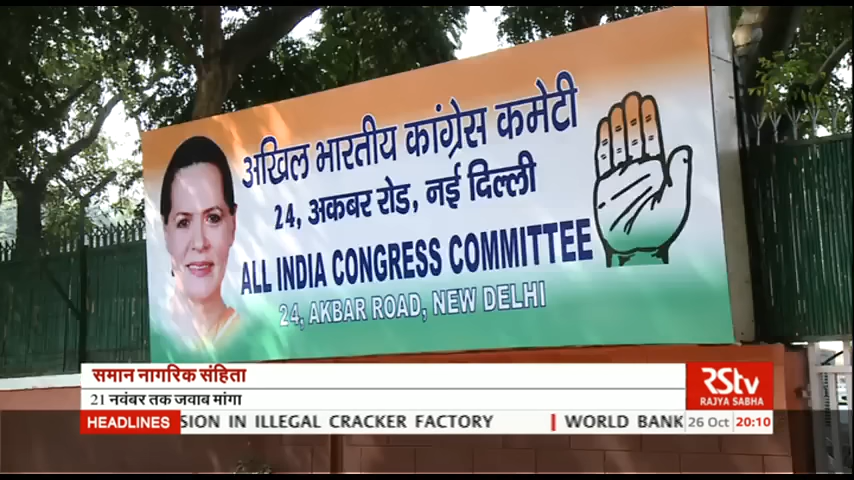 अखिल भारतीय कांग्रेस कमेटी
24, अकबर रोड, नई दिल्ली
ALL INDIA CONGRESS COMMITTEE
24, AKBAR ROAD, NEW DELHI
समान नागरिक संहिता
21 नवंबर तक जवाब मांगा
RSTV
RAJYA SABHA
HEADLINES SION IN ILLEGAL CRACKER FACTORY | WORLD BANK 26 Oct 20:10